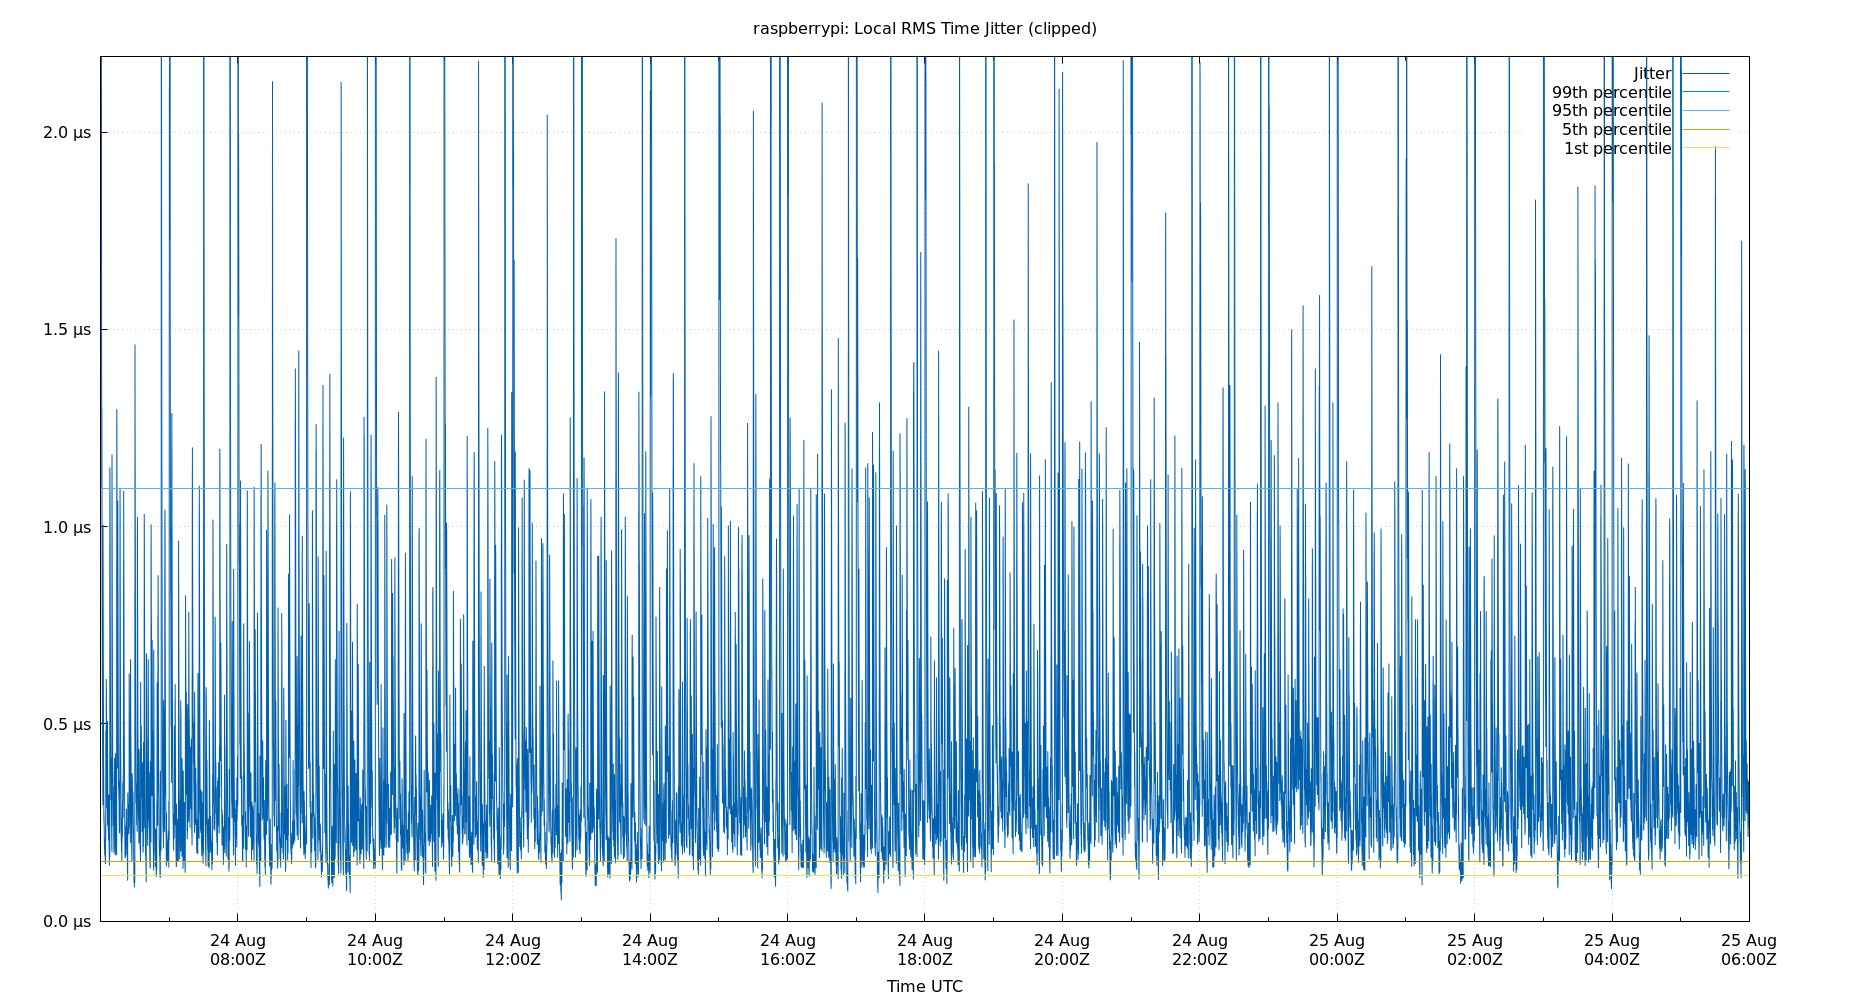 raspberrypi: Local RMS Time Jitter (clipped)
Jitter
99th percentile
95th percentile
5th percentile
1st percentile
2.0 µs
1.5 µs
1.0 µs
0.5 µs
0.0 µs
24 Aug 24 Aug 24 Aug 24 Aug 24 Aug 24 Aug 24 Aug 24 Aug 25 Aug 25 Aug 25 Aug 25 Aug
08:00Z 10:00Z 12:00Z 14:00Z 16:00Z 18:00Z 20:00Z 22:00Z 00:00Z 02:00Z 04:00Z 06:00Z
Time UTC